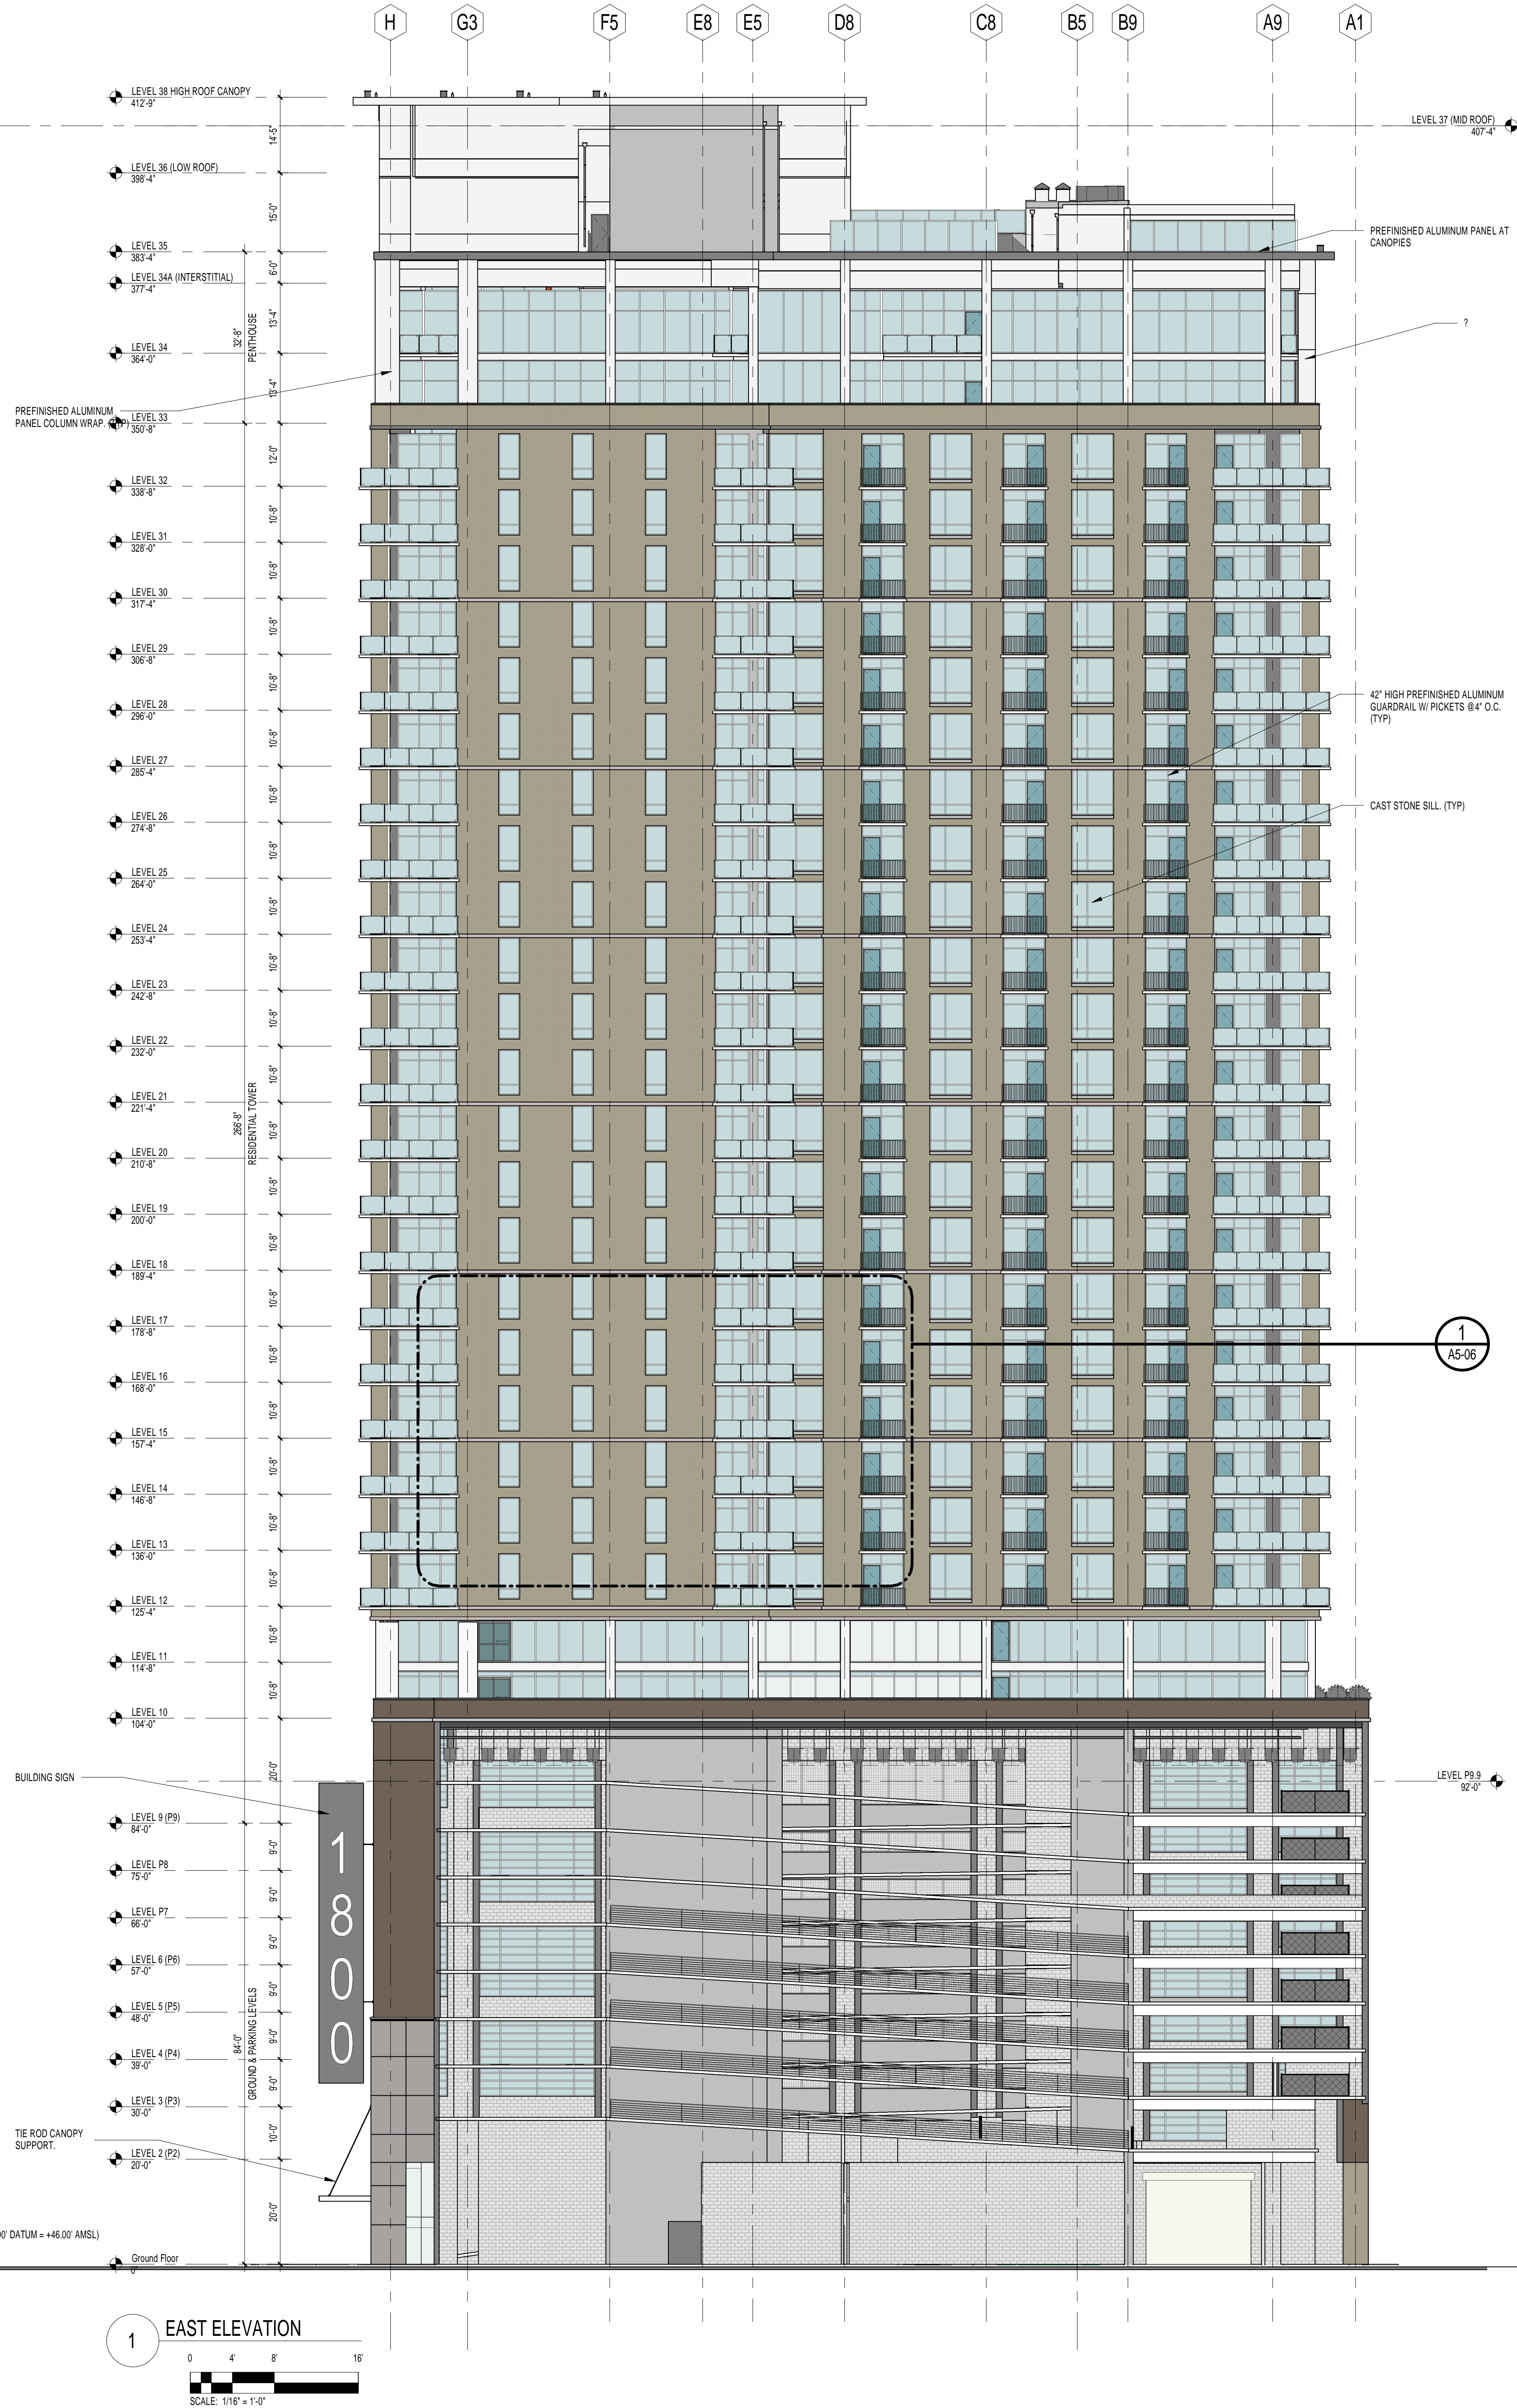 H G3 F5 E8 E5 D8 C8 B5 B9 A9 A1
LEVEL 38 HIGH ROOF CANOPY
412'-9"
14'-5"
LEVEL 37 (MID ROOF)
407'-4"
LEVEL 36 (LOW ROOF)
398'-4"
15'-0"
PREFINISHED ALUMINUM PANEL AT
CANOPIES
LEVEL 35
383'-4"
6'-0"
LEVEL 34A (INTERSTITIAL)
377'-4"
13'-4"
32'-8"
PENTHOUSE
?
LEVEL 34
364'-0"
13'-4"
PREFINISHED ALUMINUM
PANEL COLUMN WRAP. (TYP)
LEVEL 33
350'-8"
12'-0"
LEVEL 32
338'-8"
10'-8"
LEVEL 31
328'-0"
10'-8"
LEVEL 30
317'-4"
10'-8"
LEVEL 29
306'-8"
10'-8"
42" HIGH PREFINISHED ALUMINUM
GUARDRAIL W/ PICKETS @4" O.C.
(TYP)
LEVEL 28
296'-0"
10'-8"
LEVEL 27
285'-4"
10'-8"
CAST STONE SILL. (TYP)
LEVEL 26
274'-8"
10'-8"
LEVEL 25
264'-0"
10'-8"
LEVEL 24
253'-4"
10'-8"
LEVEL 23
242'-8"
10'-8"
LEVEL 22
232'-0"
10'-8"
LEVEL 21
221'-4"
10'-8"
266'-8"
RESIDENTIAL TOWER
LEVEL 20
210'-8"
10'-8"
LEVEL 19
200'-0"
10'-8"
LEVEL 18
189'-4"
10'-8"
LEVEL 17
178'-8"
10'-8"
1
A5-06
LEVEL 16
168'-0"
10'-8"
LEVEL 15
157'-4"
10'-8"
LEVEL 14
146'-8"
10'-8"
LEVEL 13
136'-0"
10'-8"
LEVEL 12
125'-4"
10'-8"
LEVEL 11
114'-8"
10'-8"
LEVEL 10
104'-0"
20'-0"
BUILDING SIGN
LEVEL P9.9
92'-0"
LEVEL 9 (P9)
84'-0"
9'-0"
1
8
0
0
LEVEL P8
75'-0"
9'-0"
LEVEL P7
66'-0"
9'-0"
LEVEL 6 (P6)
57'-0"
9'-0"
LEVEL 5 (P5)
48'-0"
9'-0"
84'-0"
GROUND & PARKING LEVELS
LEVEL 4 (P4)
39'-0"
9'-0"
LEVEL 3 (P3)
30'-0"
10'-0"
TIE ROD CANOPY
SUPPORT.
LEVEL 2 (P2)
20'-0"
20'-0"
DATUM = +46.00' AMSL)
Ground Floor
0"
1 EAST ELEVATION
0 4' 8' 16'
SCALE: 1/16" = 1'-0"